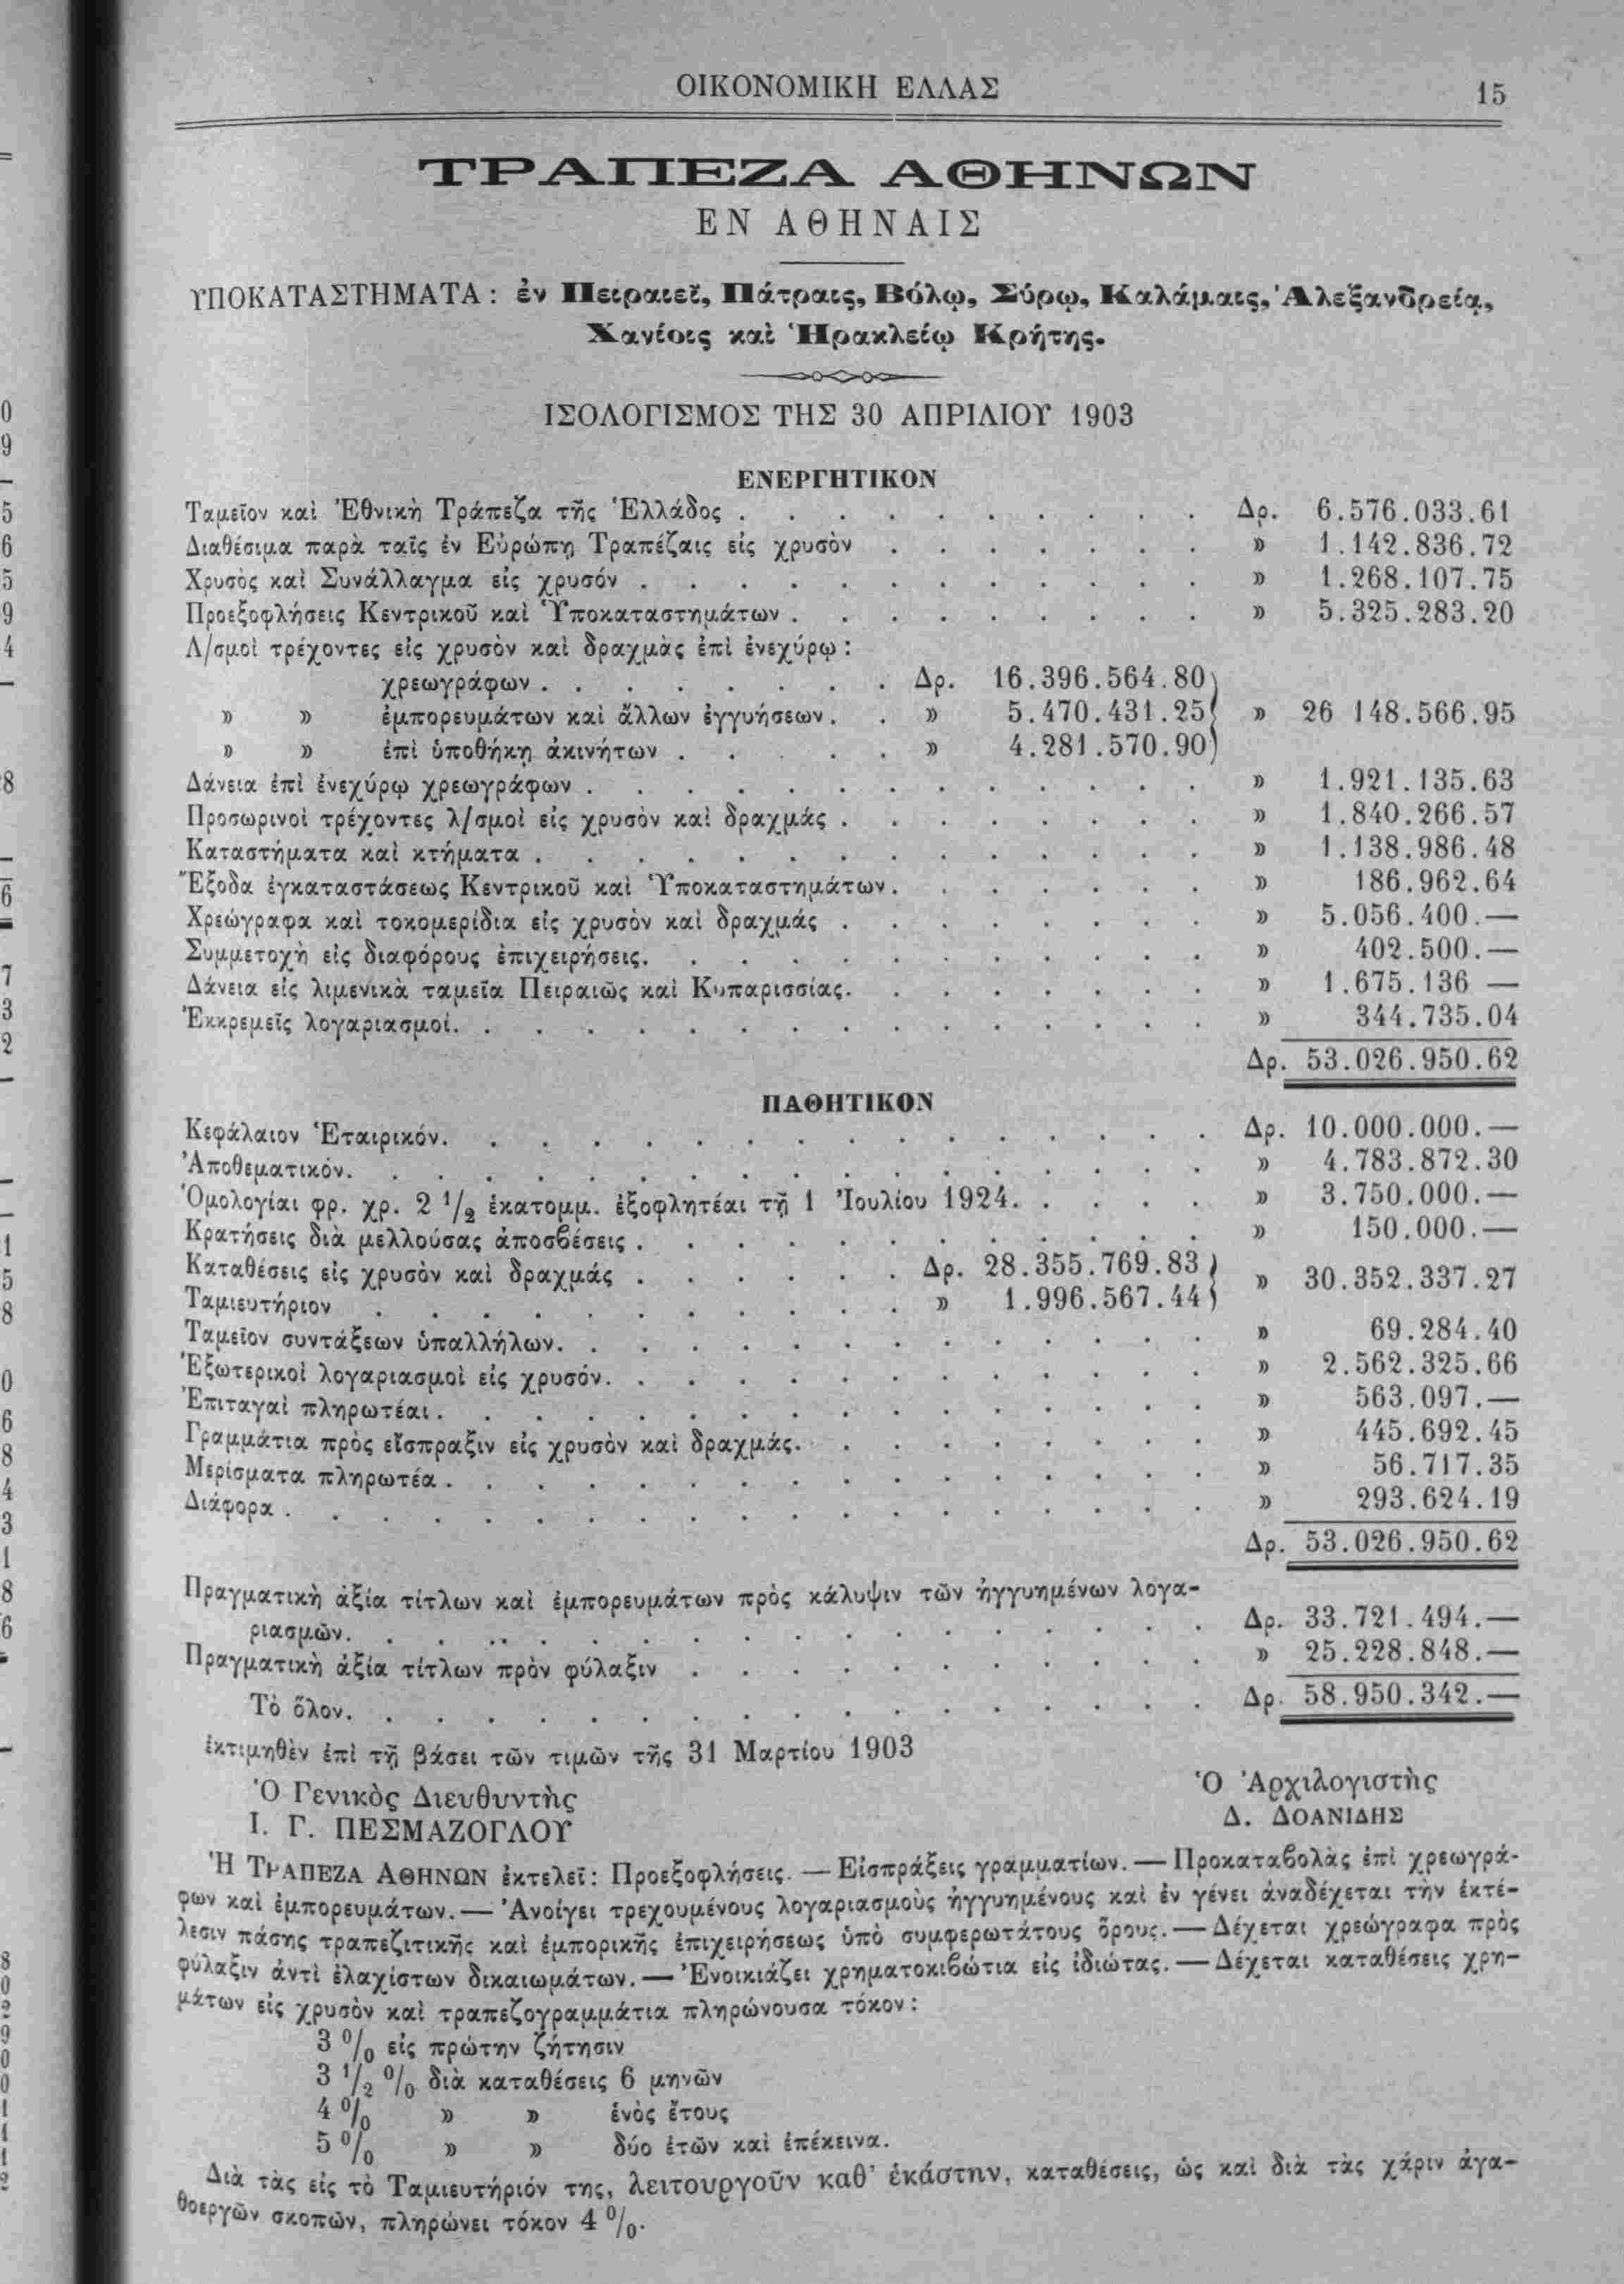 ΟΙΚΟΝΟΜΙΚΗ ΕΛΛΑΣ 15
ΤΡΑΠΕΖΑ ΑΘΗΝΩΝ
ΕΝ ΑΘΗΝΑΙΣ
ΥΠΟΚΑΤΑΣΤΗΜΑΤΑ : ἐν Πειραιεῖ, Πάτραις, Βόλῳ, Σύρῳ, Καλάμαις, Ἀλεξανδρείᾳ,
Χανίοις καὶ Ἡρακλείῳ Κρήτης.
ΙΣΟΛΟΓΙΣΜΟΣ ΤΗΣ 30 ΑΠΡΙΛΙΟΥ 1903
ΕΝΕΡΓΗΤΙΚΟΝ
Ταμεῖον καὶ Ἐθνικὴ Τράπεζα τῆς Ἑλλάδος . . . . . . . . . . Δρ. 6.576.033.61
Διαθέσιμα παρὰ ταῖς ἐν Εὐρώπῃ Τραπέζαις εἰς χρυσὸν . . . . . . . » 1.142.836.72
Χρυσὸς καὶ Συνάλλαγμα εἰς χρυσόν . . . . . . . . . . . . » 1.268.107.75
Προεξοφλήσεις Κεντρικοῦ καὶ Ὑποκαταστημάτων . . . . . . . . . » 5.325.283.20
Λ/σμοὶ τρέχοντες εἰς χρυσὸν καὶ δραχμὰς ἐπὶ ἐνεχύρῳ :
χρεωγράφων . . . . . . . . Δρ. 16.396.564.80
» » ἐμπορευμάτων καὶ ἄλλων ἐγγυήσεων . . » 5.470.431.25 » 26 148.566.95
» » ἐπὶ ὑποθήκῃ ἀκινήτων . . . . . » 4.281.570.90
Δάνεια ἐπὶ ἐνεχύρῳ χρεωγράφων . . . . . . . . . . . . . » 1.921.135.63
Προσωρινοὶ τρέχοντες λ/σμοὶ εἰς χρυσὸν καὶ δραχμάς . . . . . . . . » 1.840.266.57
Καταστήματα καὶ κτήματα . . . . . . . . . . . . . . » 1.138.986.48
Ἔξοδα ἐγκαταστάσεως Κεντρικοῦ καὶ Ὑποκαταστημάτων . . . . . . . » 186.962.64
Χρεώγραφα καὶ τοκομερίδια εἰς χρυσὸν καὶ δραχμάς . . . . . . . . » 5.056.400.—
Συμμετοχὴ εἰς διαφόρους ἐπιχειρήσεις. . . . . . . . . . . . » 402.500.—
Δάνεια εἰς λιμενικὰ ταμεῖα Πειραιῶς καὶ Κυπαρισσίας. . . . . . . . » 1.675.136 —
Ἐκκρεμεῖς λογαριασμοί. . . . . . . . . . . . . . . . » 344.735.04
Δρ. 53.026.950.62
ΠΑΘΗΤΙΚΟΝ
Κεφάλαιον Ἑταιρικόν. . . . . . . . . . . . . . . . Δρ. 10.000.000.—
Ἀποθεματικόν. . . . . . . . . . . . . . . . . . » 4.783.872.30
Ὁμολογίαι φρ. χρ. 2 1/2 ἑκατομμ. ἐξοφλητέαι τῇ 1 Ἰουλίου 1924. . . . . » 3.750.000.—
Κρατήσεις διὰ μελλούσας ἀποσβέσεις . . . . . . . . . . . . » 150.000.—
Καταθέσεις εἰς χρυσὸν καὶ δραχμάς . . . . . . Δρ. 28.355.769.83
» 30.352.337.27
Ταμιευτήριον . . . . . . . . . . . » 1.996.567.44
Ταμεῖον συντάξεων ὑπαλλήλων. . . . . . . . . . . . . . » 69.284.40
Ἐξωτερικοὶ λογαριασμοὶ εἰς χρυσόν. . . . . . . . . . . . . » 2.562.325.66
Ἐπιταγαὶ πληρωτέαι . . . . . . . . . . . . . . . . » 563.097.—
Γραμμάτια πρὸς εἴσπραξιν εἰς χρυσὸν καὶ δραχμάς. . . . . . . . . » 445.692.45
Μερίσματα πληρωτέα . . . . . . . . . . . . . . . . » 56.717.35
Διάφορα . . . . . . . . . . . . . . . . . . . » 293.624.19
Δρ. 53.026.950.62
Πραγματικὴ ἀξία τίτλων καὶ ἐμπορευμάτων πρὸς κάλυψιν τῶν ἠγγυημένων λογα-
ριασμῶν. . . . . . . . . . . . . . . . . . Δρ. 33.721.494.—
Πραγματικὴ ἀξία τίτλων πρὸν φύλαξιν . . . . . . . . . . . » 25.228.848.—
Τὸ ὅλον. . . . . . . . . . . . . . . . . . Δρ. 58.950.342.—
ἐκτιμηθὲν ἐπὶ τῇ βάσει τῶν τιμῶν τῆς 31 Μαρτίου 1903
Ὁ Γενικὸς Διευθυντὴς Ὁ Ἀρχιλογιστὴς
Ι. Γ. ΠΕΣΜΑΖΟΓΛΟΥ Δ. ΔΟΑΝΙΔΗΣ
Ἡ ΤΡΑΠΕΖΑ ΑΘΗΝΩΝ ἐκτελεῖ: Προεξοφλήσεις. — Εἰσπράξεις γραμματίων. — Προκαταβολὰς ἐπὶ χρεωγρά-
φων καὶ ἐμπορευμάτων. — Ἀνοίγει τρεχουμένους λογαριασμοὺς ἠγγυημένους καὶ ἐν γένει ἀναδέχεται τὴν ἐκτέ-
λεσιν πάσης τραπεζιτικῆς καὶ ἐμπορικῆς ἐπιχειρήσεως ὑπὸ συμφερωτάτους ὅρους. — Δέχεται χρεώγραφα πρὸς
φύλαξιν ἀντὶ ἐλαχίστων δικαιωμάτων. — Ἐνοικιάζει χρηματοκιβώτια εἰς ἰδιώτας. — Δέχεται καταθέσεις χρη-
μάτων εἰς χρυσὸν καὶ τραπεζογραμμάτια πληρώνουσα τόκον :
3 0/0 εἰς πρώτην ζήτησιν
3 1/2 0/0 διὰ καταθέσεις 6 μηνῶν
4 0/0 » » ἑνὸς ἔτους
5 0/0 » » δύο ἐτῶν καὶ ἐπέκεινα.
Διὰ τὰς εἰς τὸ Ταμιευτήριόν της, λειτουργοῦν καθ' ἑκάστην, καταθέσεις, ὡς καὶ διὰ τὰς χάριν ἀγα-
θοεργῶν σκοπῶν, πληρώνει τόκον 4 0/0.